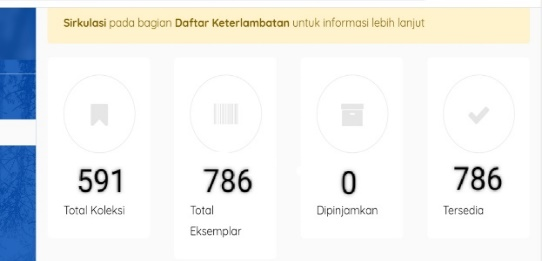 Sirkulasi pada bagian Daftar Keterlambatan untuk informasi lebih lanjut
591 786 0 786
Total Koleksi Total Dipinjamkan Tersedia
Eksemplar